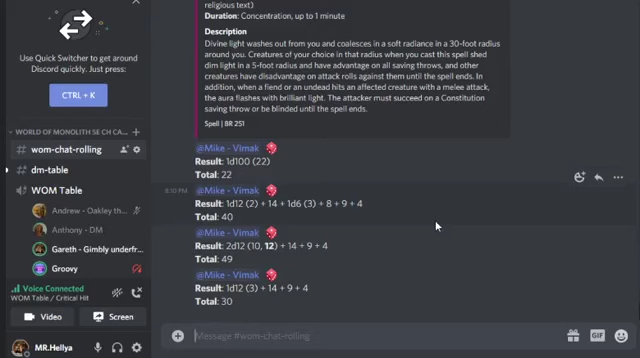 Use Quick Switcher to get around
Discord quickly. Just press:
CTRL + K
WORLD OF MONOLITH SE CH CA
wom-chat-rolling
dm-table
WOM Table
Andrew - Oakley th...
Anthony - DM
Gareth - Gimbly underfr...
Groovy
Voice Connected
WOM Table / Critical Hit
Video
Screen
MR.Hellya
religious text)
Duration: Concentration, up to 1 minute
Description
Divine light washes out from you and coalesces in a soft radiance in a 30-foot radius
around you. Creatures of your choice in that radius when you cast this spell shed
dim light in a 5-foot radius and have advantage on all saving throws, and other
creatures have disadvantage on attack rolls against them until the spell ends. In
addition, when a fiend or an undead hits an affected creature with a melee attack,
the aura flashes with brilliant light. The attacker must succeed on a Constitution
saving throw or be blinded until the spell ends.
Spell | BR 251
@Mike - Vimak
Result: 1d100 (22)
Total: 22
8:10 PM
@Mike - Vimak
Result: 1d12 (2) + 14 + 1d6 (3) + 8 + 9 + 4
Total: 40
@Mike - Vimak
Result: 2d12 (10, 12) + 14 + 9 + 4
Total: 49
@Mike - Vimak
Result: 1d12 (3) + 14 + 9 + 4
Total: 30
Message #wom-chat-rolling
GIF